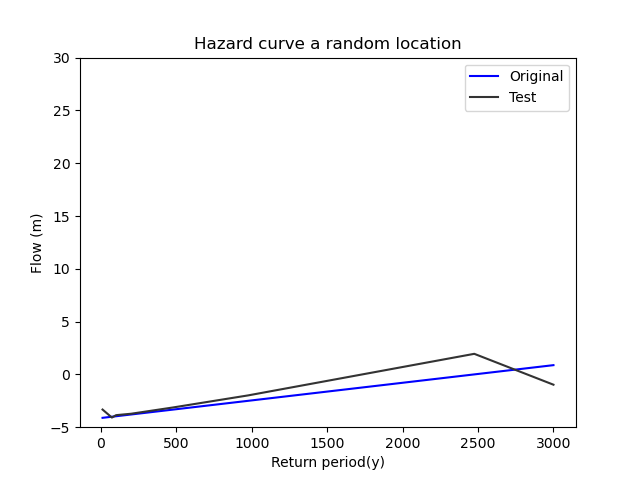 Hazard curve a random location
Original
Test
Flow (m)
30
25
20
15
10
5
0
−5
0 500 1000 1500 2000 2500 3000
Return period(y)